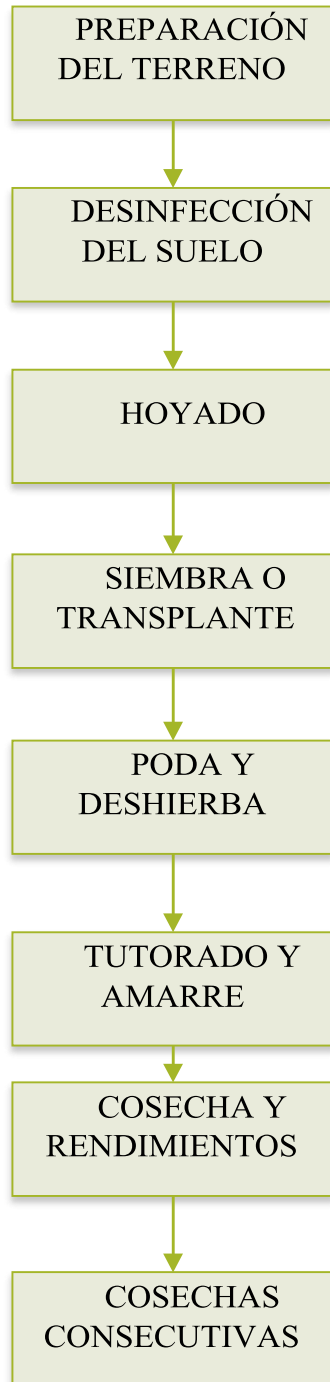 PREPARACIÓN
DEL TERRENO
DESINFECCIÓN
DEL SUELO
HOYADO
SIEMBRA O
TRANSPLANTE
PODA Y
DESHIERBA
TUTORADO Y
AMARRE
COSECHA Y
RENDIMIENTOS
COSECHAS
CONSECUTIVAS